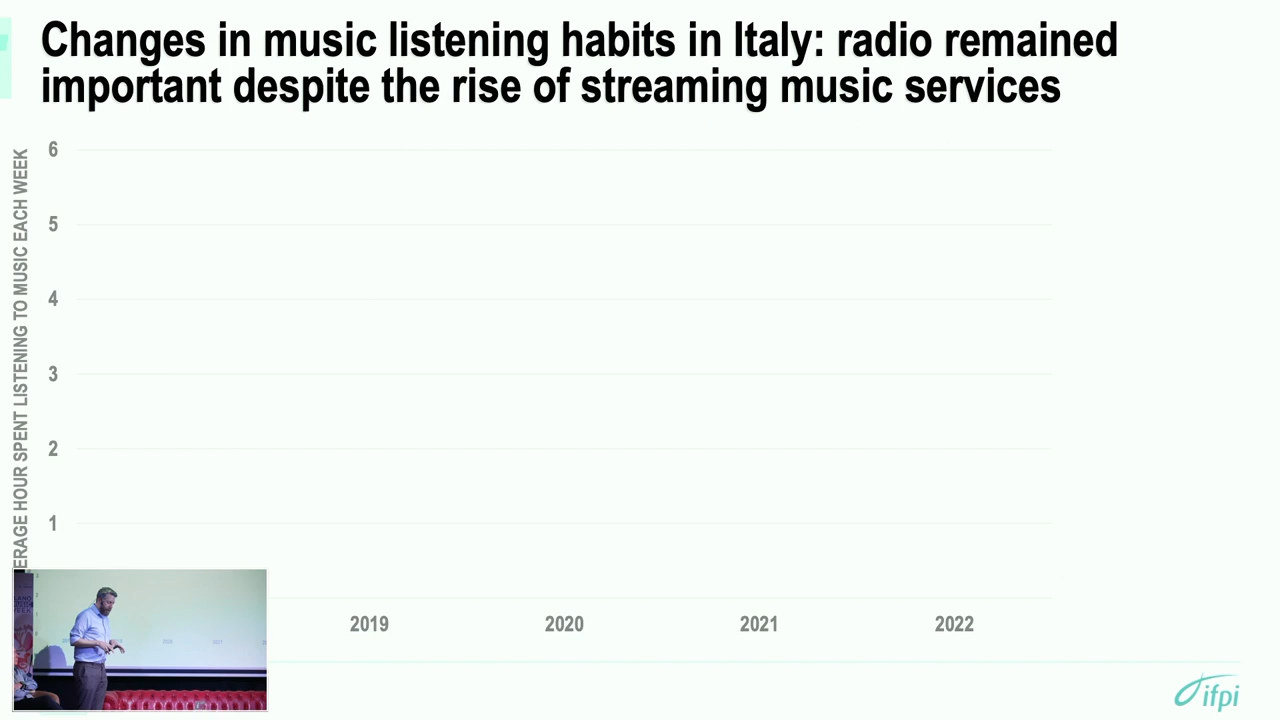 Changes in music listening habits in Italy: radio remained
important despite the rise of streaming music services
ERAGE HOUR SPENT LISTENING TO MUSIC EACH WEEK
6
5
4
3
2
1
2019
2020
2021
2022
ifpi